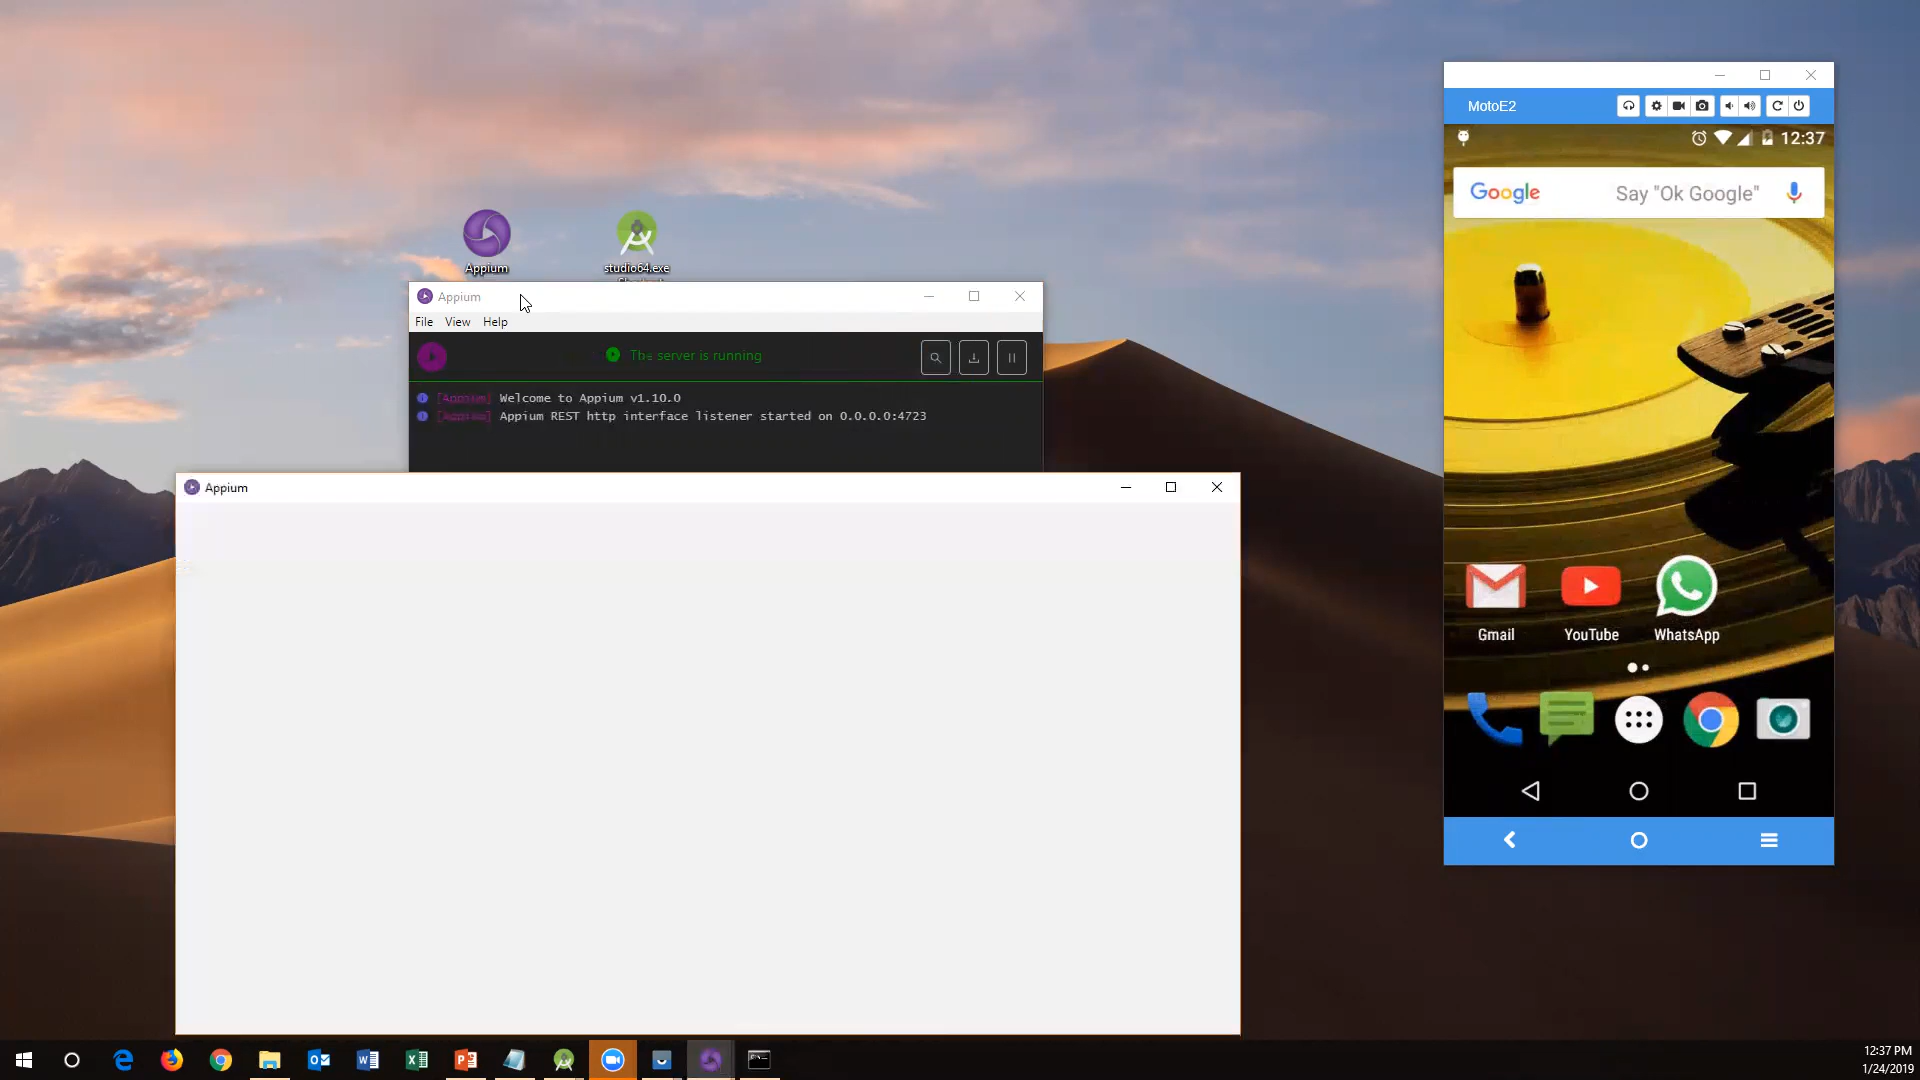 MotoE2
12:37
Google
Say "Ok Google"
Appium
studio64.exe
Appium
File View Help
The server is running
[Appium] Welcome to Appium v1.10.0
[Appium] Appium REST http interface listener started on 0.0.0.0:4723
Appium
Gmail
YouTube
WhatsApp
12:37 PM
1/24/2019